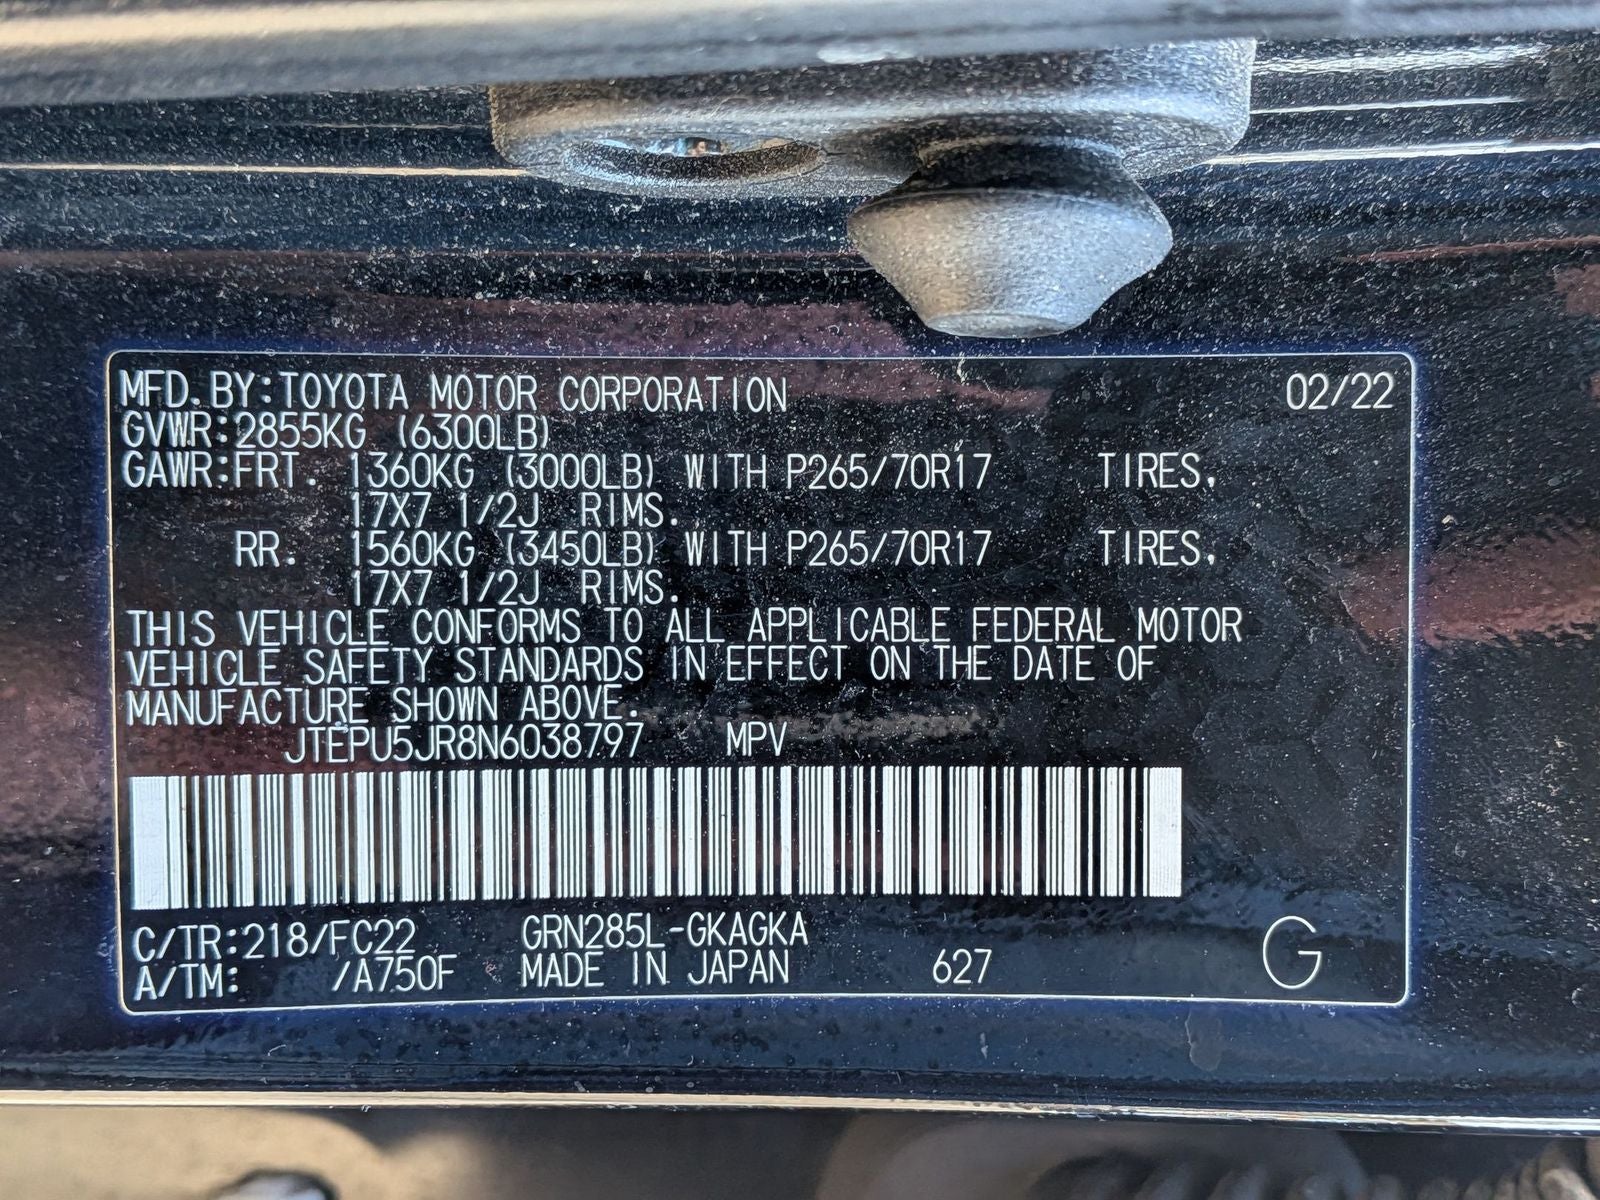 MFD.BY:TOYOTA MOTOR CORPORATION 02/22
GVWR:2855KG (6300LB)
GAWR:FRT. 1360KG (3000LB) WITH P265/70R17 TIRES,
17X7 1/2J RIMS.
RR. 1560KG (3450LB) WITH P265/70R17 TIRES,
17X7 1/2J RIMS.
THIS VEHICLE CONFORMS TO ALL APPLICABLE FEDERAL MOTOR
VEHICLE SAFETY STANDARDS IN EFFECT ON THE DATE OF
MANUFACTURE SHOWN ABOVE.
JTEPU5JR8N6038797 MPV
C/TR:218/FC22 GRN285L-GKAGKA
A/TM: /A750F MADE IN JAPAN 627 G